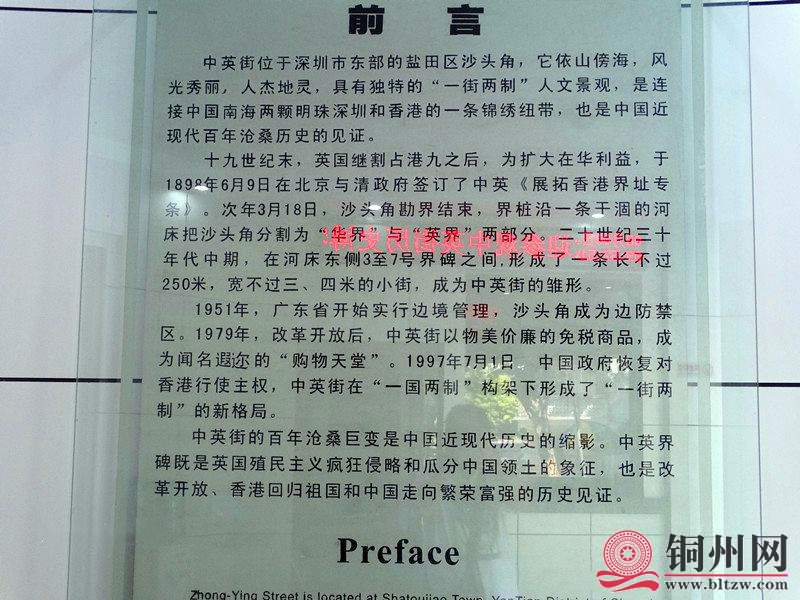 前 言
中英街位于深圳市东部的盐田区沙头角，它依山傍海，风
光秀丽，人杰地灵，具有独特的“一街两制”人文景观，是连
接中国南海两颗明珠深圳和香港的一条锦绣纽带，也是中国近
现代百年沧桑历史的见证。
十九世纪末，英国继割占港九之后，为扩大在华利益，于
1898年6月9日在北京与清政府签订了中英《展拓香港界址专
条》。次年3月18日，沙头角勘界结束，界桩沿一条干涸的河
床把沙头角分割为“华界”与“英界”两部分。二十世纪三十
年代中期，在河床东侧3至7号界碑之间,形成了一条长不过
250米，宽不过三、四米的小街，成为中英街的雏形。
1951年，广东省开始实行边境管理，沙头角成为边防禁
区。1979年，改革开放后，中英街以物美价廉的免税商品，成
为闻名遐迩的“购物天堂”。1997年7月1日，中国政府恢复对
香港行使主权，中英街在“一国两制”构架下形成了“一街两
制”的新格局。
中英街的百年沧桑巨变是中国近现代历史的缩影。中英界
碑既是英国殖民主义疯狂侵略和瓜分中国领土的象征，也是改
革开放、香港回归祖国和中国走向繁荣富强的历史见证。
Preface
Zhong-Ying Street is located at Shatoujiao Town, YanTian District of
铜州网
www.bltzw.com